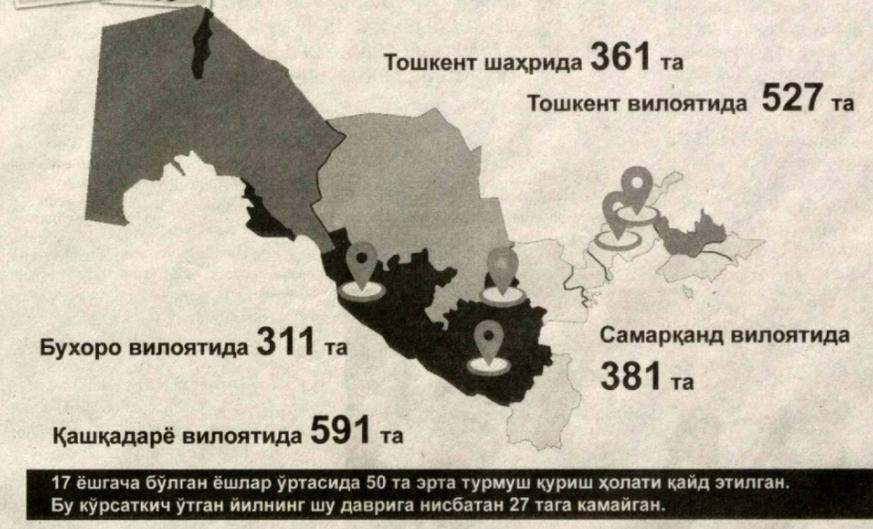 Тошкент шаҳрида 361 та
Тошкент вилоятида 527 та
Бухоро вилоятида 311 та
Самарқанд вилоятида
381 та
Қашқадарё вилоятида 591 та
17 ёшгача бўлган ёшлар ўртасида 50 та эрта турмуш қуриш ҳолати қайд этилган.
Бу кўрсаткич ўтган йилнинг шу даврига нисбатан 27 тага камайган.